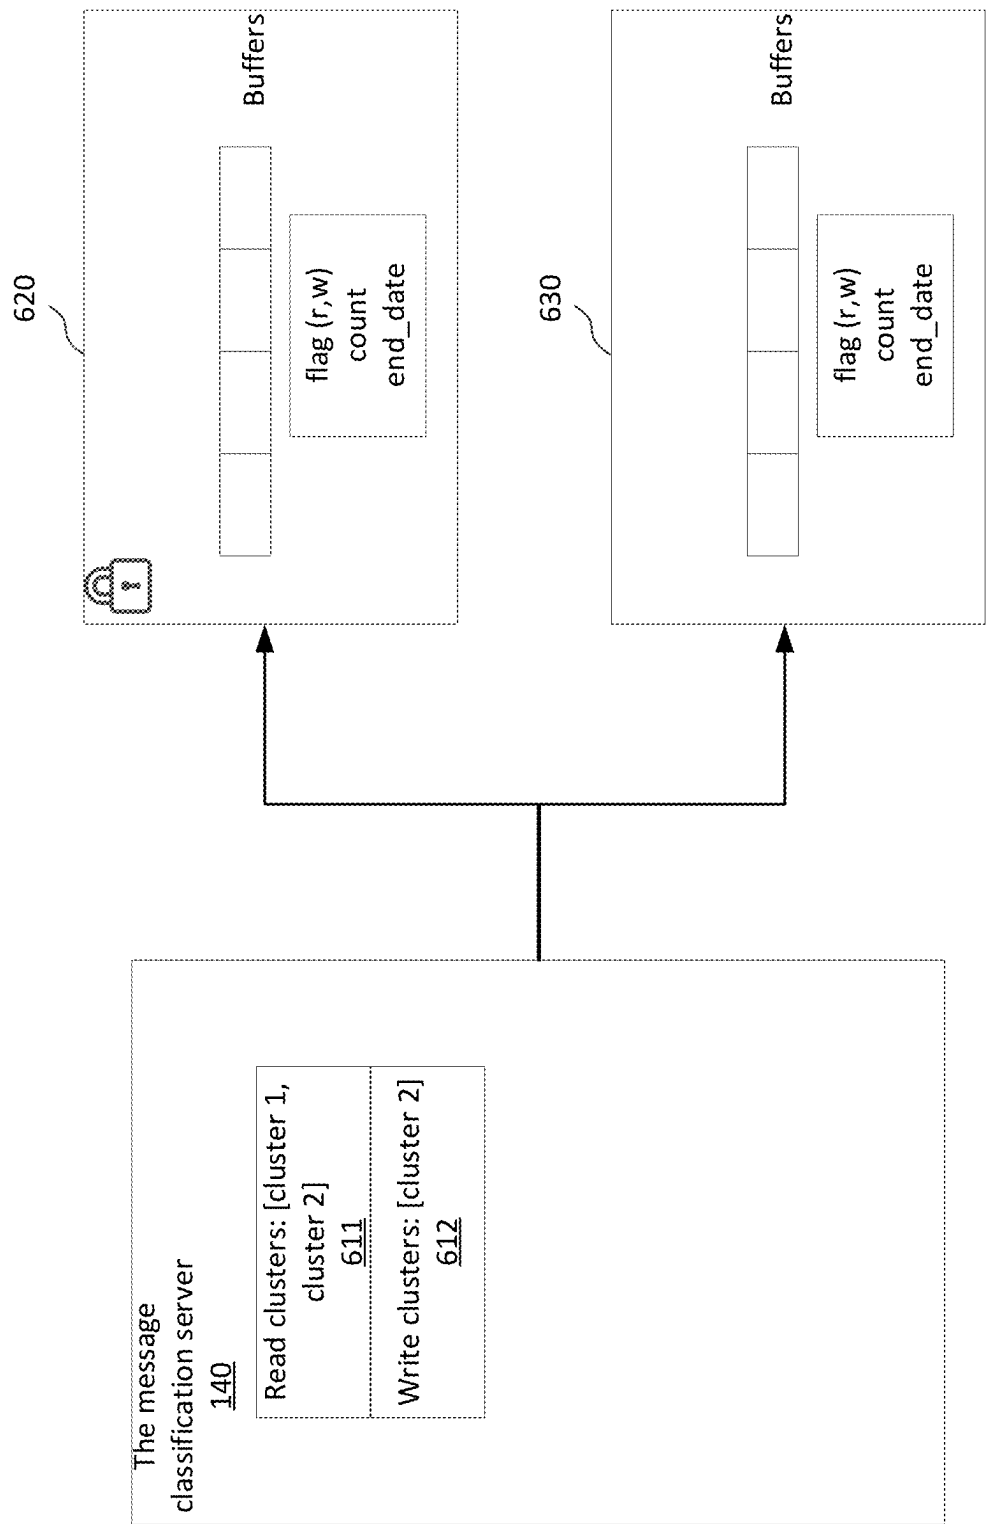 The message
classification server
140
Read clusters: [cluster 1,
cluster 2]
611
Write clusters: [cluster 2]
612
620
Buffers
flag (r,w)
count
end_date
630
Buffers
flag (r,w)
count
end_date